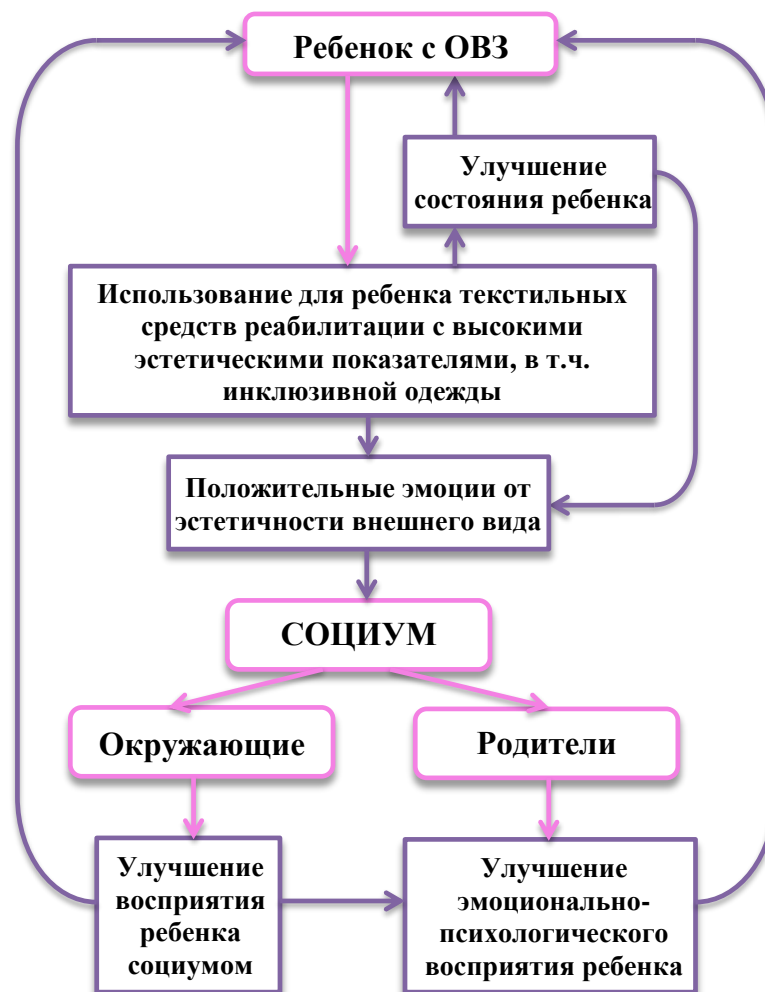 Ребенок с ОВЗ
Улучшение
состояния ребенка
Использование для ребенка текстильных
средств реабилитации с высокими
эстетическими показателями, в т.ч.
инклюзивной одежды
Положительные эмоции от
эстетичности внешнего вида
СОЦИУМ
Окружающие
Родители
Улучшение
восприятия
ребенка
социумом
Улучшение
эмоционально-
психологического
восприятия ребенка